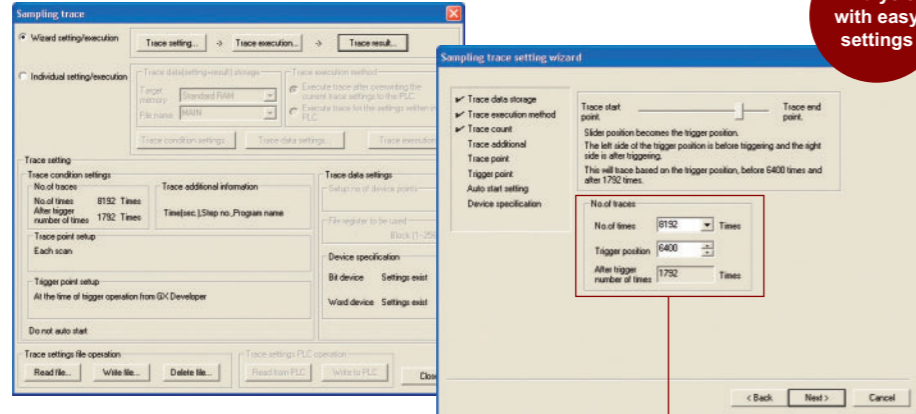 Sampling trace
Wizard setting/execution
Trace setting...
Trace execution...
Trace result...
Individual setting/execution
Trace data(setting+result) storage
Target memory
Standard RAM
File name
MAIN
Trace execution method
Execute trace after overwriting the
current trace settings to the PLC.
Execute trace for the settings written in
PLC.
Trace condition settings
Trace data settings...
Trace execution
Trace setting
Trace condition settings
No.of traces
No.of times 8192 Times
After trigger
number of times 1792 Times
Trace additional information
Time(sec.),Step no.,Program name
Trace point setup
Each scan
Trigger point setup
At the time of trigger operation from GX Developer
Do not auto start
Trace data settings
Setup no of device points
File register to be used
Block (1-256
Device specification
Bit device Settings exist
Word device Settings exist
Trace settings file operation
Read file...
Write file...
Delete file...
Trace settings PLC operation
Read from PLC
Write to PLC
Close
with easy
settings
Sampling trace setting wizard
Trace data storage
Trace execution method
Trace count
Trace additional
Trace point
Trigger point
Auto start setting
Device specification
Trace start
point.
Trace end
point.
Slider position becomes the trigger position.
The left side of the trigger position is before triggering and the right
side is after triggering.
This will trace based on the trigger position, before 6400 times and
after 1792 times.
No.of traces
No.of times 8192 Times
Trigger position 6400
After trigger
number of times 1792 Times
< Back
Next >
Cancel